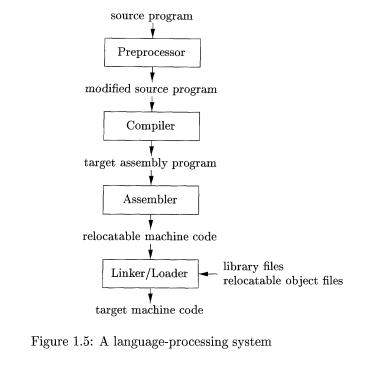 source program
Preprocessor
modified source program
Compiler
target assembly program
Assembler
relocatable machine code
Linker/Loader
library files
relocatable object files
target machine code
Figure 1.5: A language-processing system